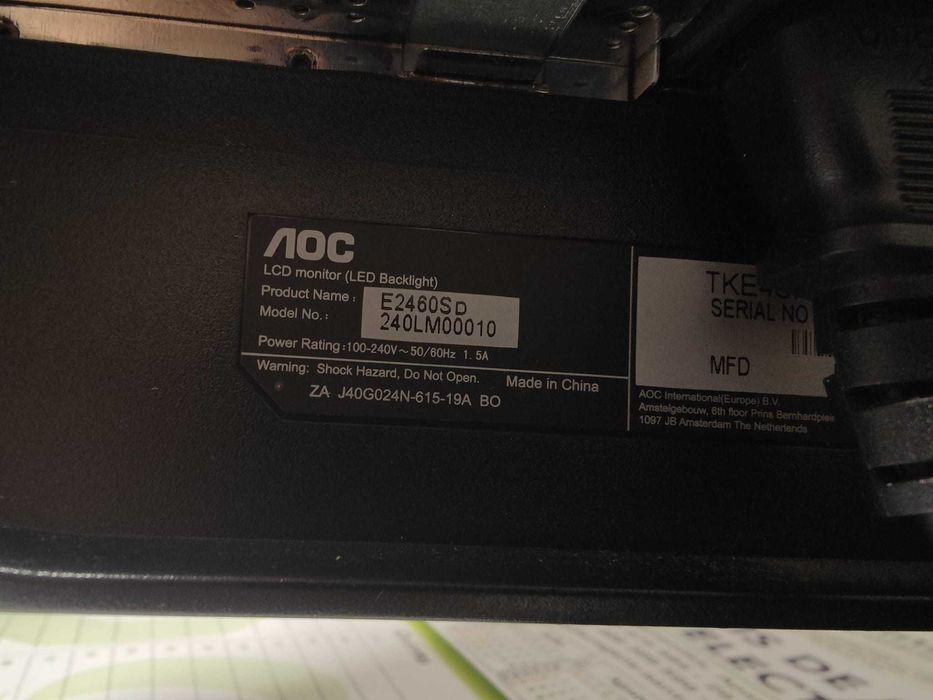 AOC
LCD monitor (LED Backlight)
Product Name : E2460SD
Model No.: 240LM00010
Power Rating:100-240V~50/60Hz 1.5A
Warning: Shock Hazard, Do Not Open. Made in China
ZA J40G024N-615-19A BO
SERIAL NO
MFD
AOC International(Europe) B.V.
Amstelgebouw, 6th floor Prins
1097 JB Amsterdam The Netherlands
DE